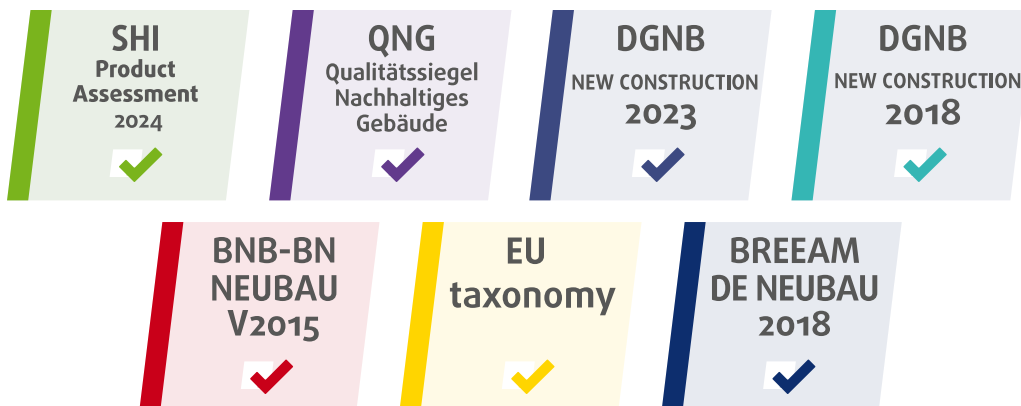 SHI
Product
Assessment
2024
QNG
Qualitätssiegel
Nachhaltiges
Gebäude
DGNB
NEW CONSTRUCTION
2023
DGNB
NEW CONSTRUCTION
2018
BNB-BN
NEUBAU
V2015
EU
taxonomy
BREEAM
DE NEUBAU
2018